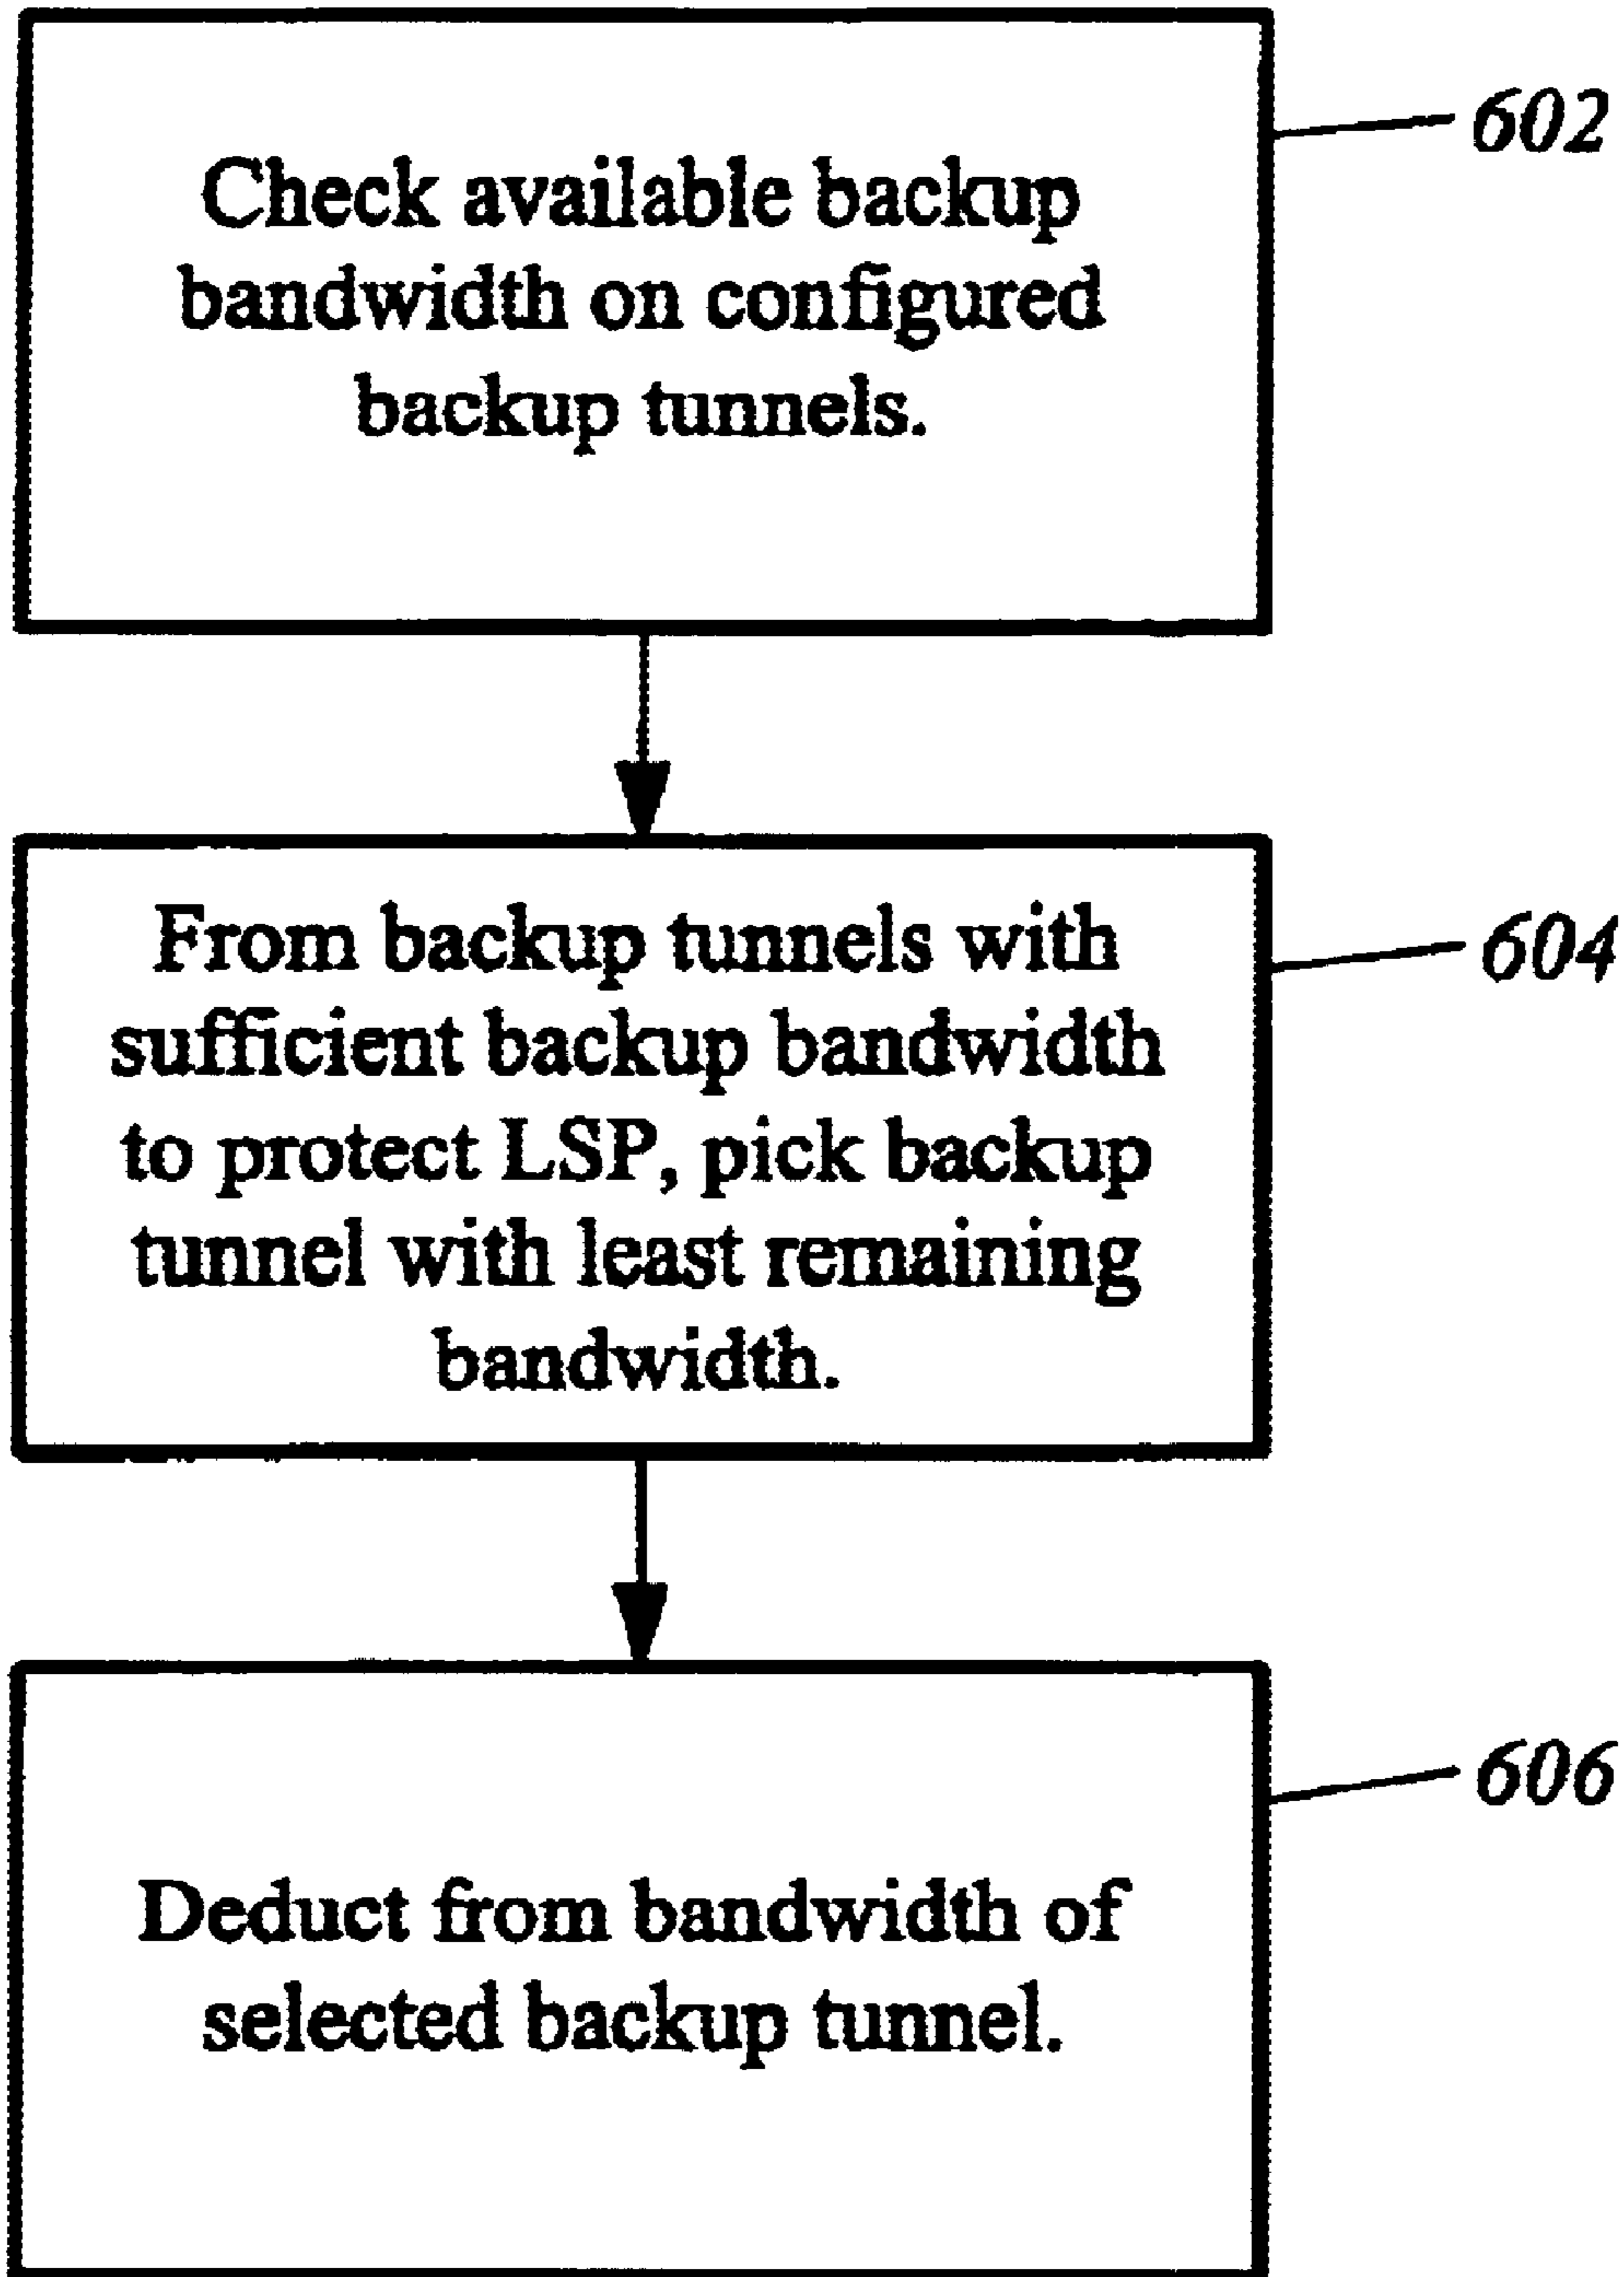 Check available backup
bandwidth on configured
backup tunnels.
602
From backup tunnels with
sufficient backup bandwidth
to protect LSP, pick backup
tunnel with least remaining
bandwidth.
604
Deduct from bandwidth of
selected backup tunnel.
606